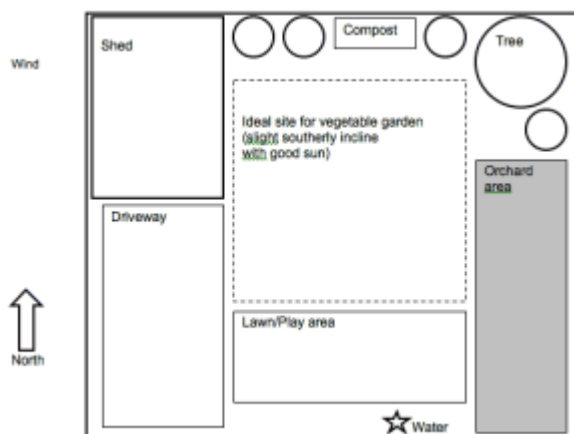 Compost
Shed
Tree
Wind
Ideal site for vegetable garden
(slight southerly incline
with good sun)
Orchard
area
Driveway
Lawn/Play area
North
Water